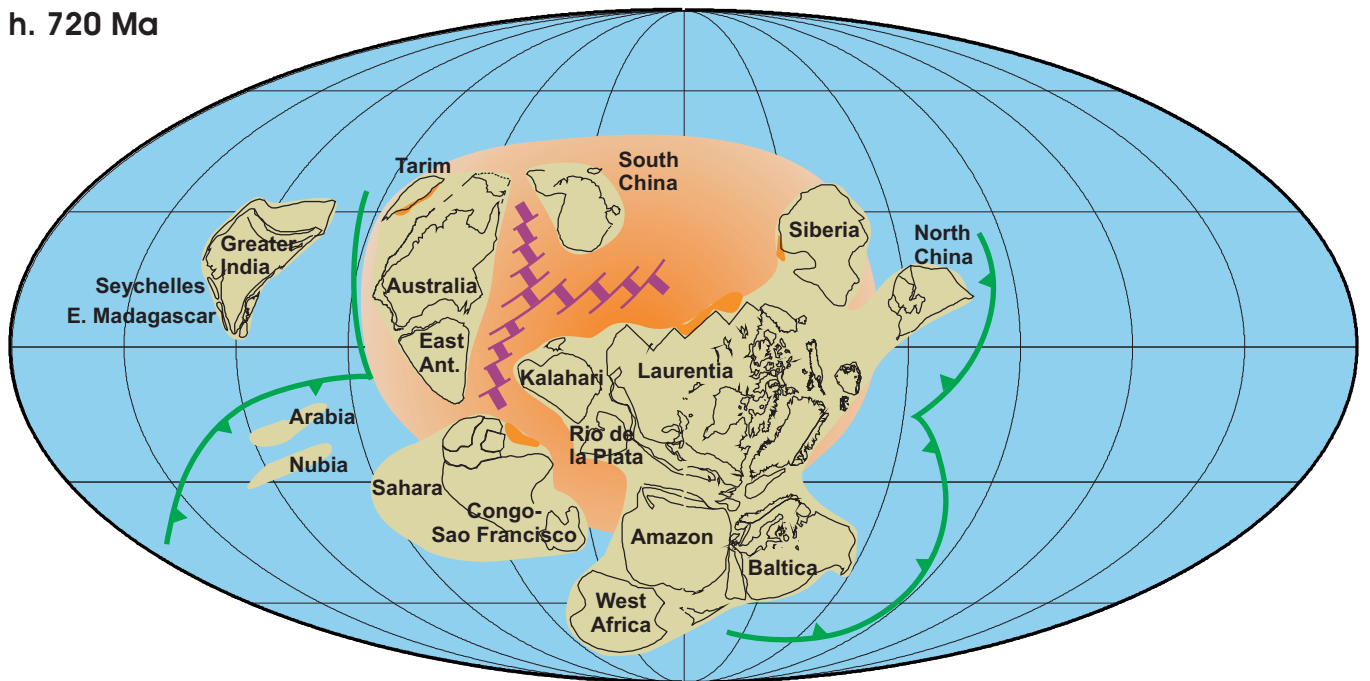 h. 720 Ma
Tarim
South
China
Siberia
North
China
Greater
India
Seychelles
E. Madagascar
Australia
East
Ant.
Kalahari
Laurentia
Arabia
Nubia
Rio de
la Plata
Sahara
Congo-
Sao Francisco
Amazon
Baltica
West
Africa